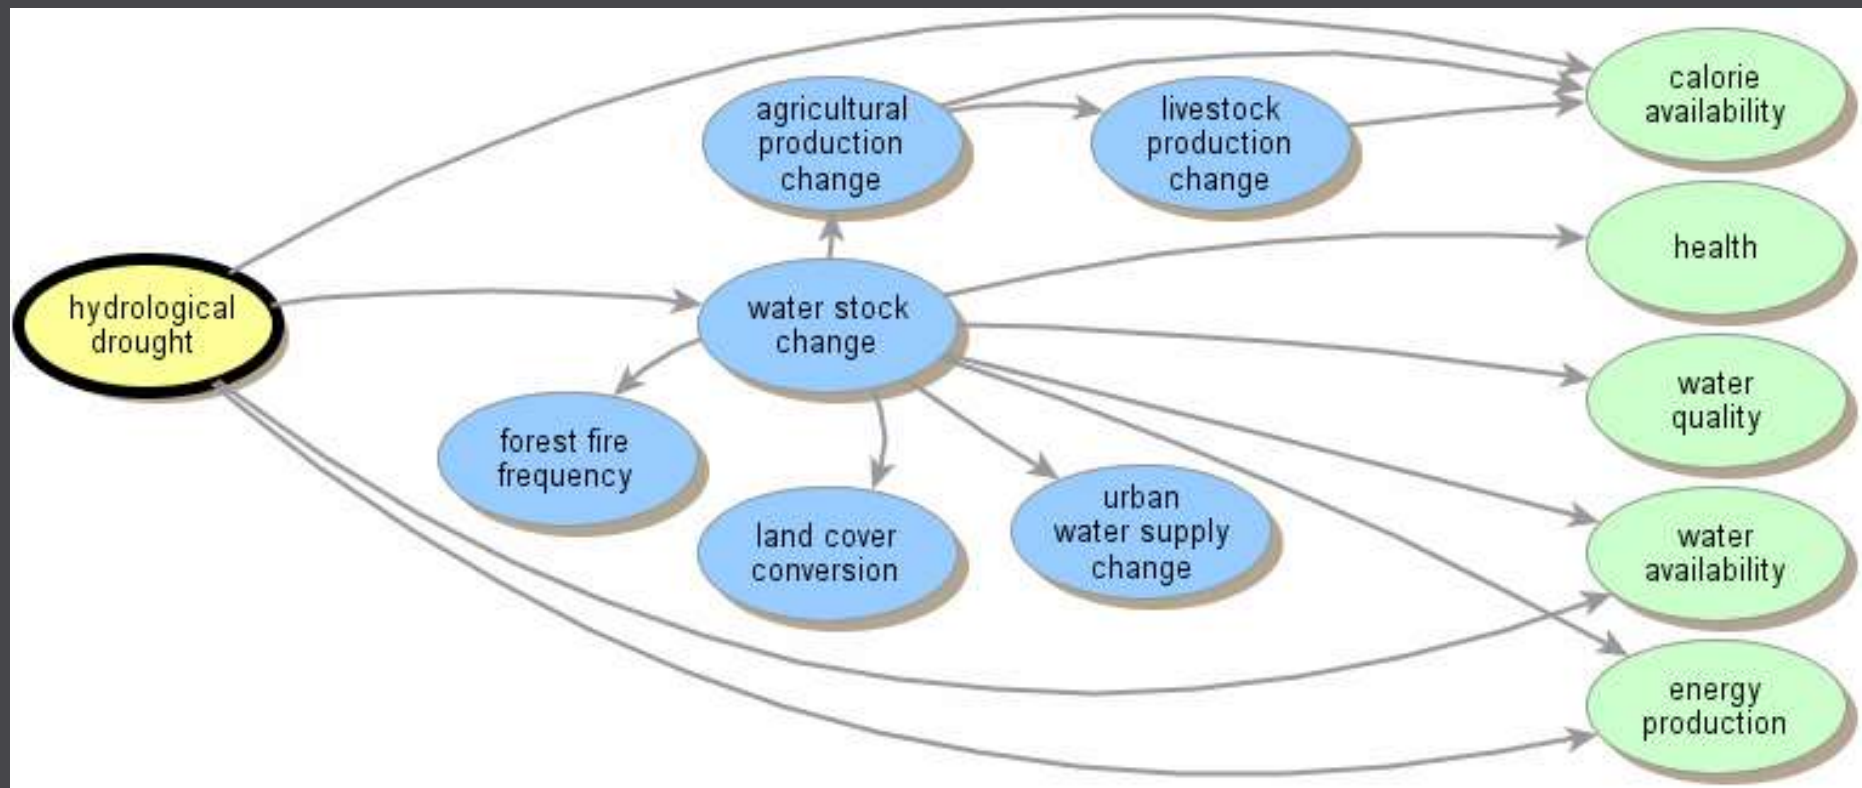 hydrological
drought
agricultural
production
change
livestock
production
change
water stock
change
forest fire
frequency
land cover
conversion
urban
water supply
change
calorie
availability
health
water
quality
water
availability
energy
production